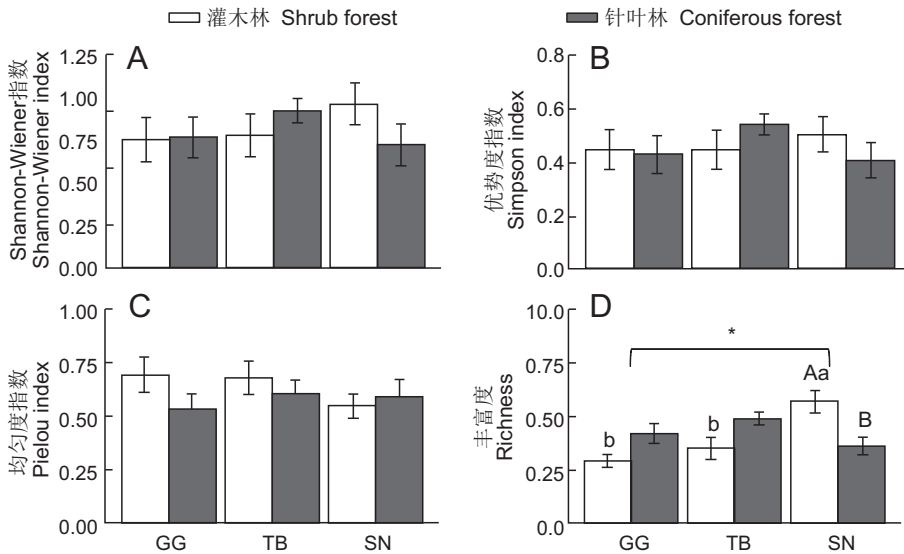 灌木林 Shrub forest
针叶林 Coniferous forest
A
Shannon-Wiener指数
Shannon-Wiener index
1.25
1.00
0.75
0.50
0.25
0.00
B
优势度指数
Simpson index
0.8
0.6
0.4
0.2
0.0
C
均匀度指数
Pielou index
1.00
0.75
0.50
0.25
0.00
GG
TB
SN
D
丰富度
Richness
10.0
0.75
0.50
0.25
0.0
*
b
b
Aa
B
GG
TB
SN